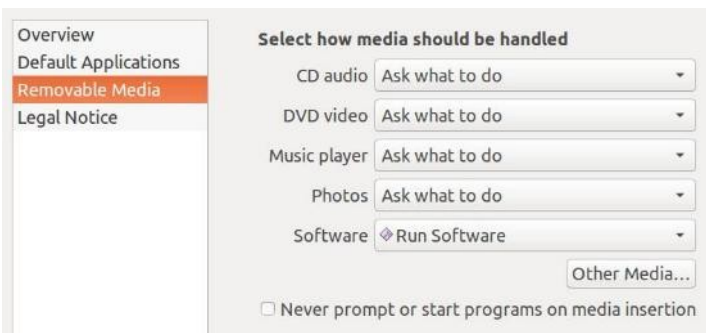 Overview
Default Applications
Removable Media
Legal Notice
Select how media should be handled
CD audio Ask what to do
DVD video Ask what to do
Music player Ask what to do
Photos Ask what to do
Software Run Software
Other Media...
Never prompt or start programs on media insertion